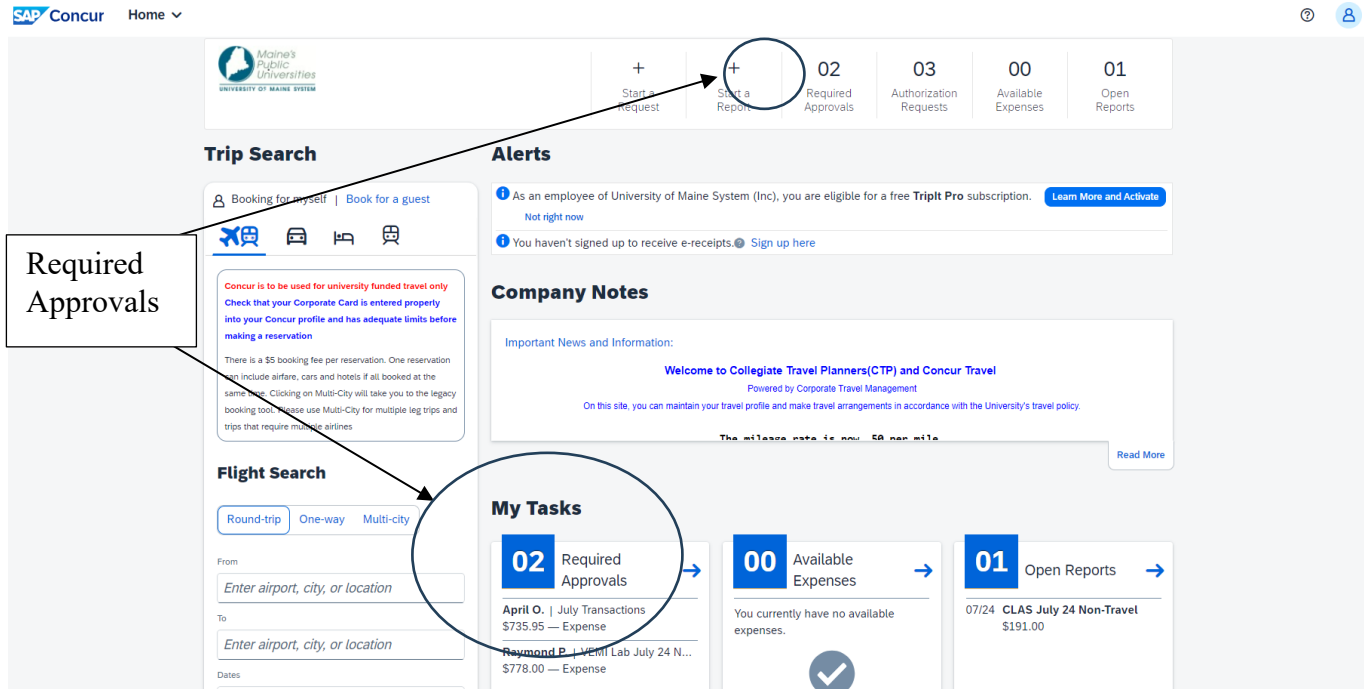 SAP Concur Home
Maine's
Public
Universities
UNIVERSITY OF MAINE SYSTEM
+ + 02 03 00 01
Start a Start a Required Authorization Available Open
Request Report Approvals Requests Expenses Reports
Trip Search
Booking for myself | Book for a guest
Concur is to be used for university funded travel only
Check that your Corporate Card is entered properly
into your Concur profile and has adequate limits before
making a reservation
There is a $5 booking fee per reservation. One reservation
can include airfare, cars and hotels if all booked at the
same time. Clicking on Multi-City will take you to the legacy
booking tool. Please use Multi-City for multiple leg trips and
trips that require multiple airlines
Required
Approvals
Flight Search
Round-trip One-way Multi-city
From
Enter airport, city, or location
To
Enter airport, city, or location
Dates
Alerts
As an employee of University of Maine System (Inc), you are eligible for a free TripIt Pro subscription. Learn More and Activate
Not right now
You haven't signed up to receive e-receipts. Sign up here
Company Notes
Important News and Information:
Welcome to Collegiate Travel Planners(CTP) and Concur Travel
Powered by Corporate Travel Management
On this site, you can maintain your travel profile and make travel arrangements in accordance with the University's travel policy.
The mileage rate is now .50 per mile
Read More
My Tasks
02 Required
Approvals
April O. | July Transactions
$735.95 — Expense
Raymond P. | VEMI Lab July 24 N...
$778.00 — Expense
00 Available
Expenses
You currently have no available
expenses.
01 Open Reports
07/24 CLAS July 24 Non-Travel
$191.00